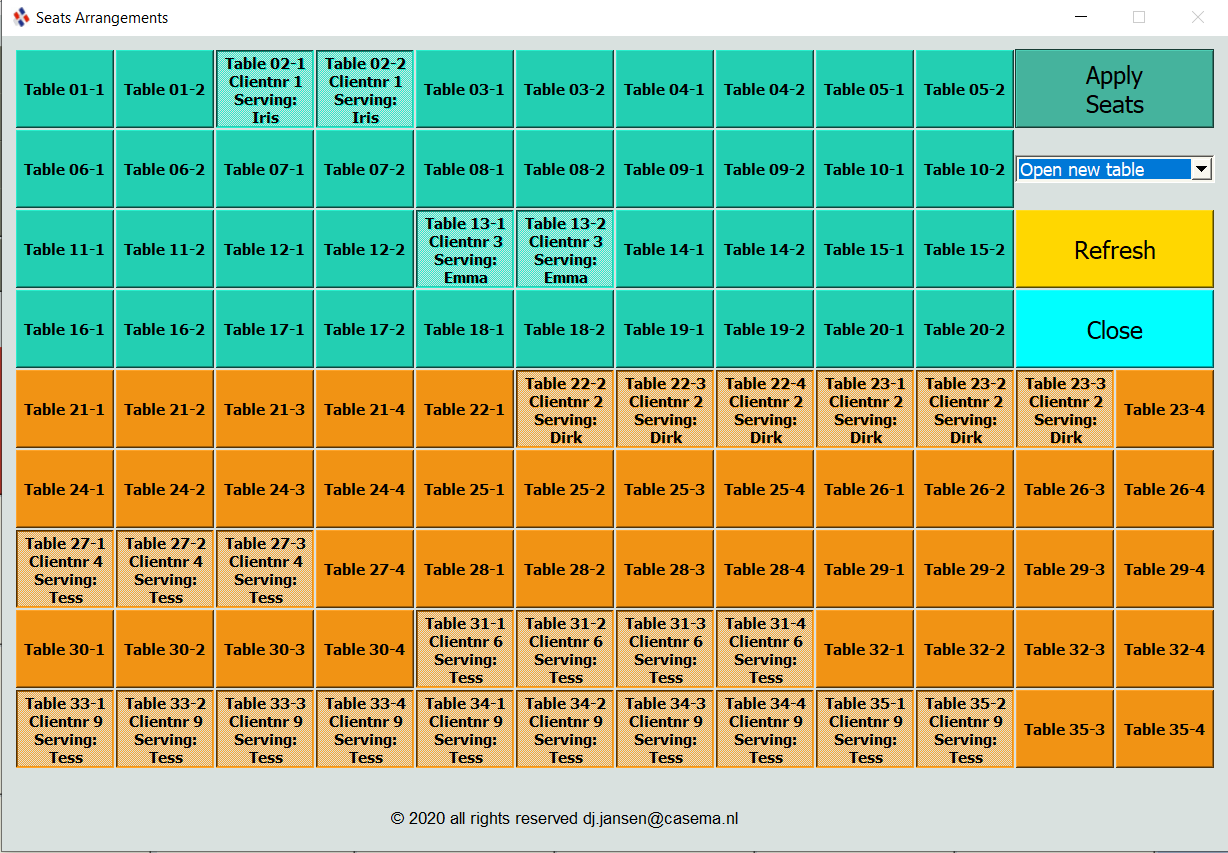 Seats Arrangements
Table 01-1
Table 01-2
Table 02-1
Clientnr 1
Serving:
Iris
Table 02-2
Clientnr 1
Serving:
Iris
Table 03-1
Table 03-2
Table 04-1
Table 04-2
Table 05-1
Table 05-2
Apply
Seats
Table 06-1
Table 06-2
Table 07-1
Table 07-2
Table 08-1
Table 08-2
Table 09-1
Table 09-2
Table 10-1
Table 10-2
Open new table
Table 11-1
Table 11-2
Table 12-1
Table 12-2
Table 13-1
Clientnr 3
Serving:
Emma
Table 13-2
Clientnr 3
Serving:
Emma
Table 14-1
Table 14-2
Table 15-1
Table 15-2
Refresh
Table 16-1
Table 16-2
Table 17-1
Table 17-2
Table 18-1
Table 18-2
Table 19-1
Table 19-2
Table 20-1
Table 20-2
Close
Table 21-1
Table 21-2
Table 21-3
Table 21-4
Table 22-1
Table 22-2
Clientnr 2
Serving:
Dirk
Table 22-3
Clientnr 2
Serving:
Dirk
Table 22-4
Clientnr 2
Serving:
Dirk
Table 23-1
Clientnr 2
Serving:
Dirk
Table 23-2
Clientnr 2
Serving:
Dirk
Table 23-3
Clientnr 2
Serving:
Dirk
Table 23-4
Table 24-1
Table 24-2
Table 24-3
Table 24-4
Table 25-1
Table 25-2
Table 25-3
Table 25-4
Table 26-1
Table 26-2
Table 26-3
Table 26-4
Table 27-1
Clientnr 4
Serving:
Tess
Table 27-2
Clientnr 4
Serving:
Tess
Table 27-3
Clientnr 4
Serving:
Tess
Table 27-4
Table 28-1
Table 28-2
Table 28-3
Table 28-4
Table 29-1
Table 29-2
Table 29-3
Table 29-4
Table 30-1
Table 30-2
Table 30-3
Table 30-4
Table 31-1
Clientnr 6
Serving:
Tess
Table 31-2
Clientnr 6
Serving:
Tess
Table 31-3
Clientnr 6
Serving:
Tess
Table 31-4
Clientnr 6
Serving:
Tess
Table 32-1
Table 32-2
Table 32-3
Table 32-4
Table 33-1
Clientnr 9
Serving:
Tess
Table 33-2
Clientnr 9
Serving:
Tess
Table 33-3
Clientnr 9
Serving:
Tess
Table 33-4
Clientnr 9
Serving:
Tess
Table 34-1
Clientnr 9
Serving:
Tess
Table 34-2
Clientnr 9
Serving:
Tess
Table 34-3
Clientnr 9
Serving:
Tess
Table 34-4
Clientnr 9
Serving:
Tess
Table 35-1
Clientnr 9
Serving:
Tess
Table 35-2
Clientnr 9
Serving:
Tess
Table 35-3
Table 35-4
© 2020 all rights reserved dj.jansen@casema.nl